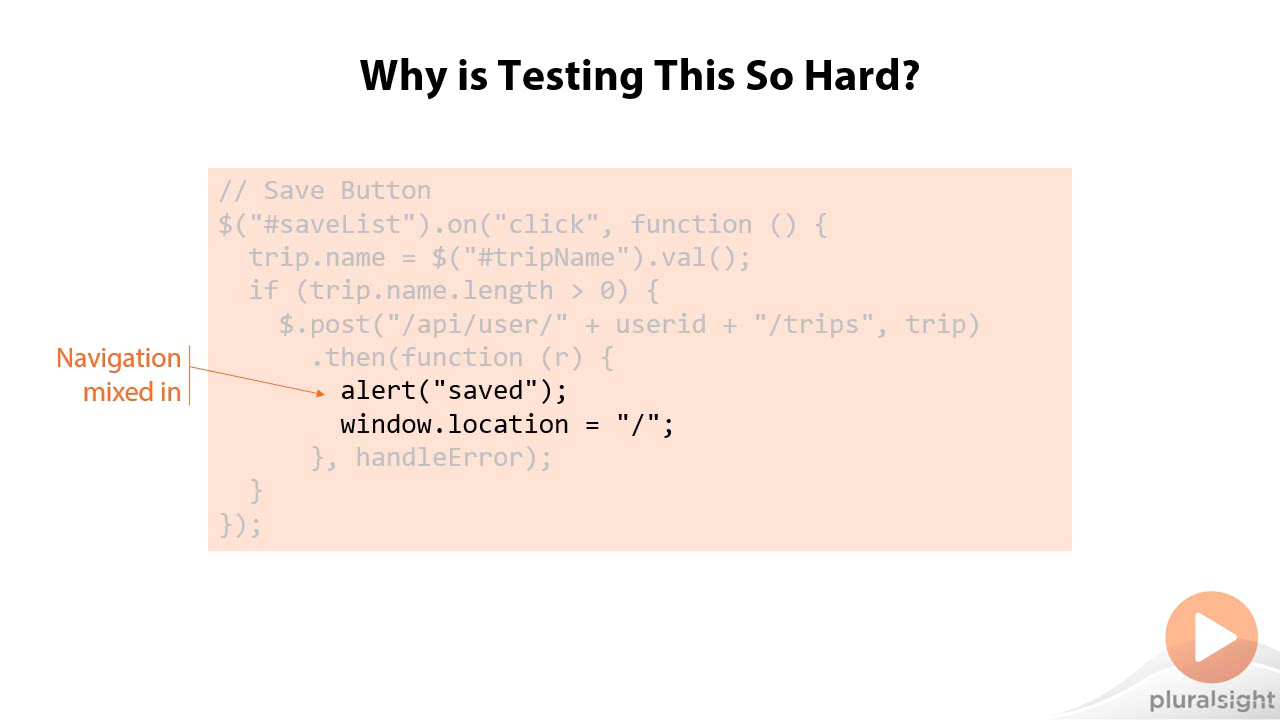 Why is Testing This So Hard?
// Save Button
$("#saveList").on("click", function () {
  trip.name = $("#tripName").val();
  if (trip.name.length > 0) {
    $.post("/api/user/" + userid + "/trips", trip)
      .then(function (r) {
        alert("saved");
        window.location = "/";
      }, handleError);
  }
});
Navigation
mixed in
pluralsight